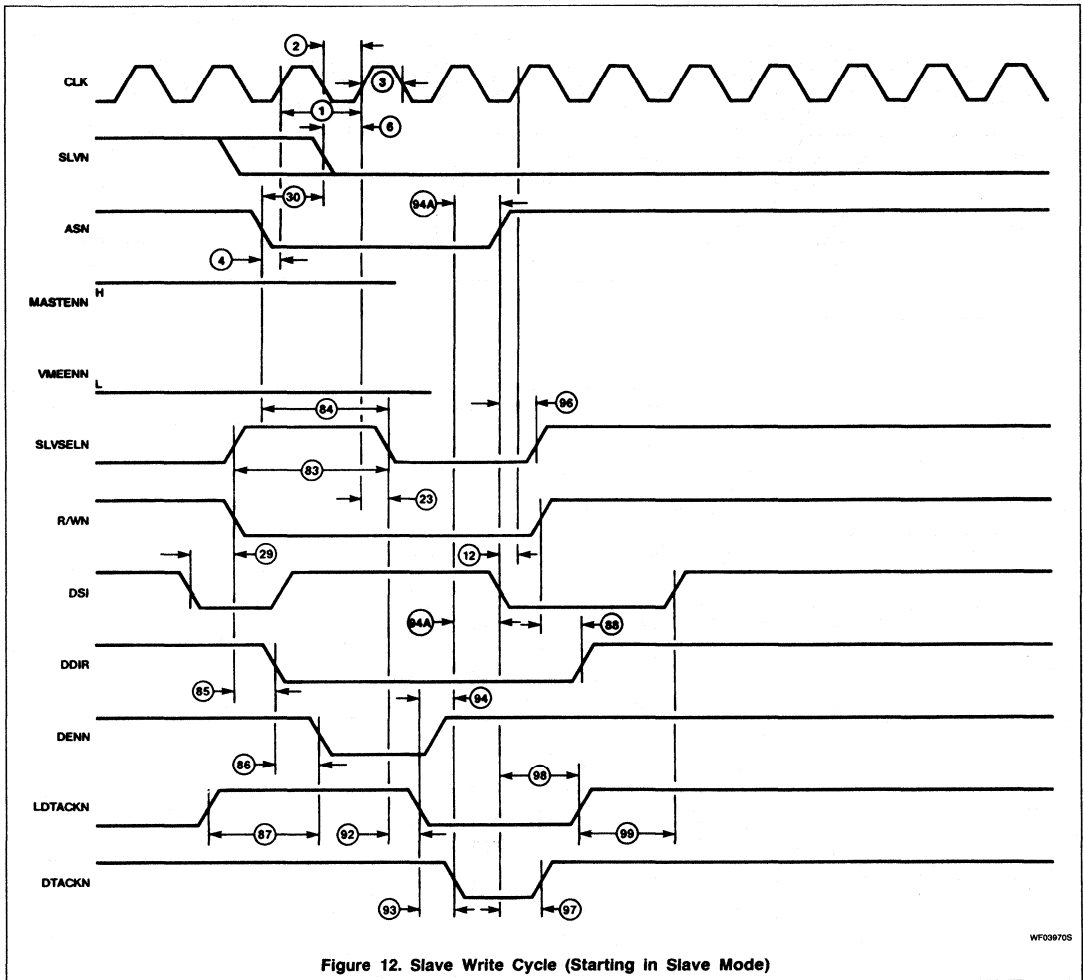 2
CLK
3
1
6
SLVN
30
94A
ASN
4
H
MASTENN
L
VMEENN
84
96
SLVSELN
83
23
R/WN
29
12
DSI
94A
88
DDIR
85
94
DENN
86
98
LDTACKN
87
92
99
DTACKN
93
97
WF03970S
Figure 12. Slave Write Cycle (Starting in Slave Mode)